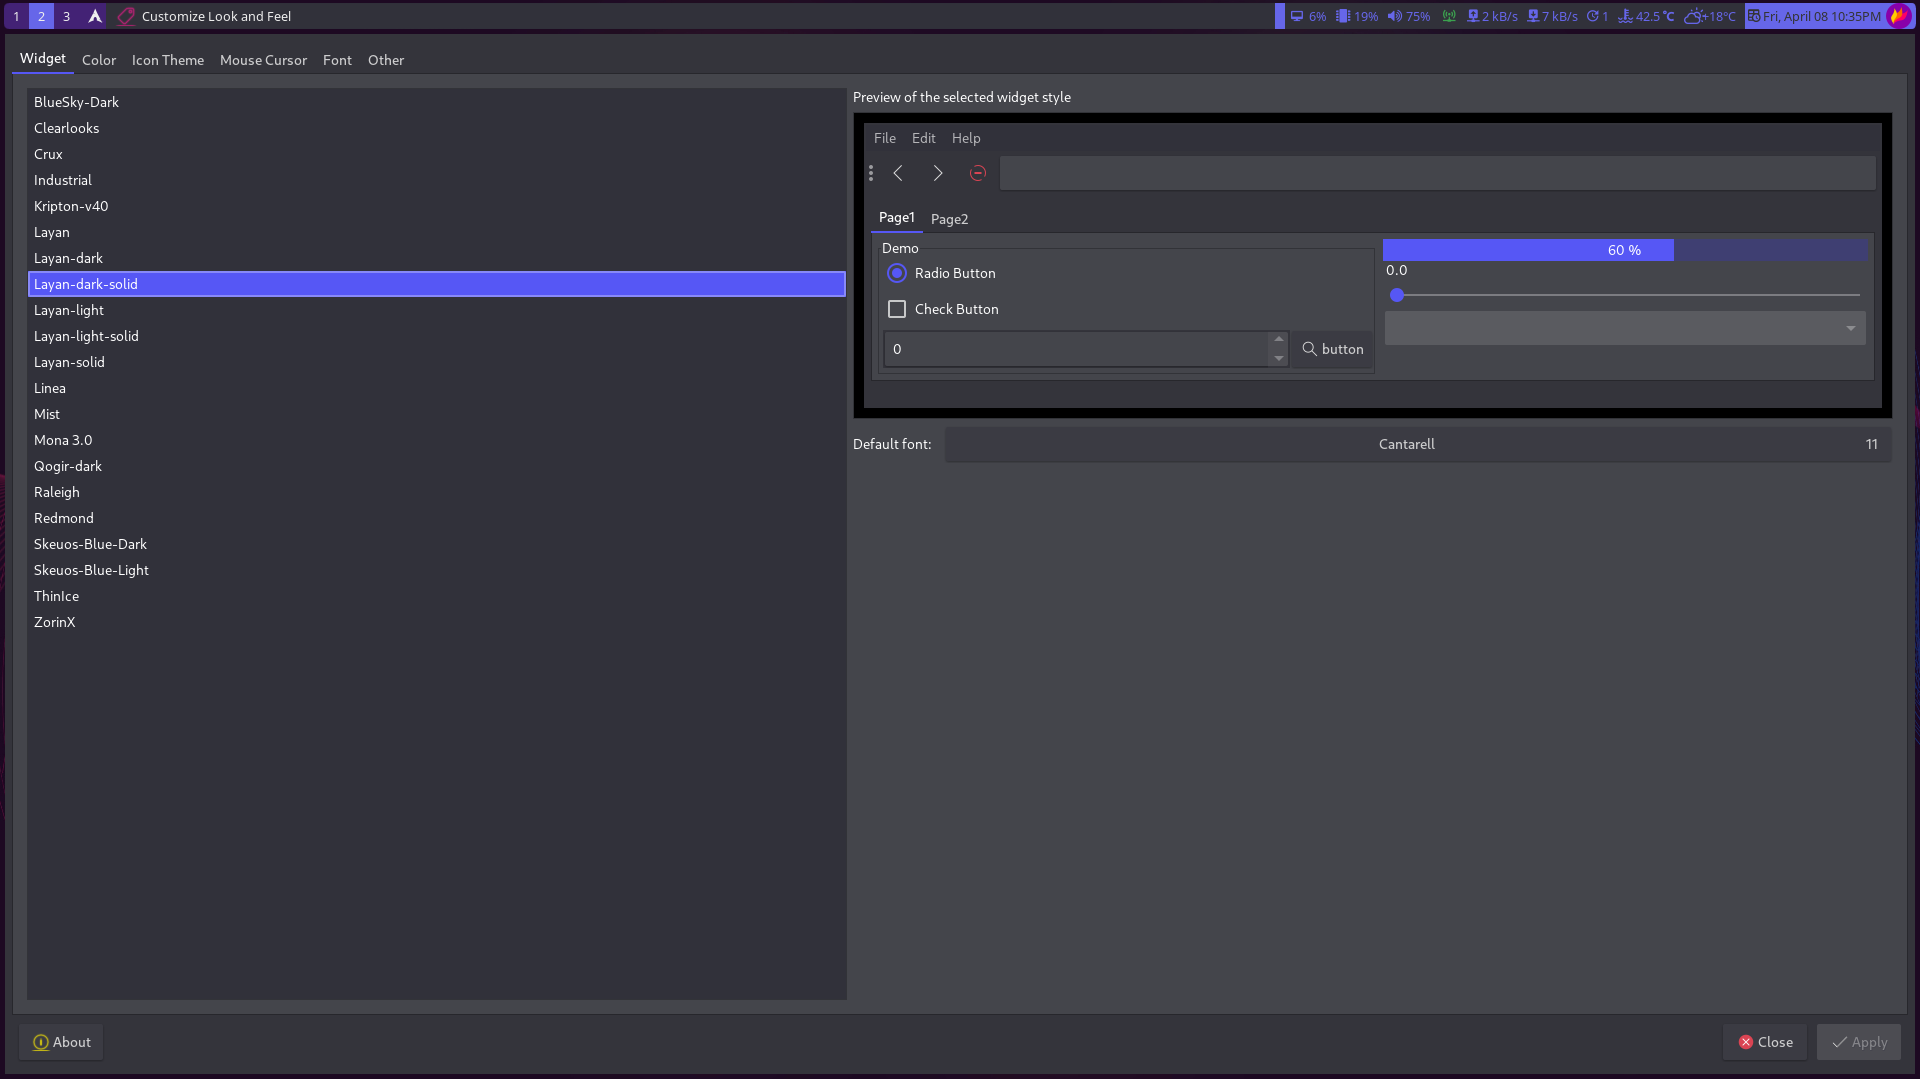 1 2 3 Customize Look and Feel 6% 19% 75% 2 kB/s 7 kB/s 1 42.5 °C +18°C Fri, April 08 10:35PM
Widget Color Icon Theme Mouse Cursor Font Other
BlueSky-Dark
Clearlooks
Crux
Industrial
Kripton-v40
Layan
Layan-dark
Layan-dark-solid
Layan-light
Layan-light-solid
Layan-solid
Linea
Mist
Mona 3.0
Qogir-dark
Raleigh
Redmond
Skeuos-Blue-Dark
Skeuos-Blue-Light
ThinIce
ZorinX
Preview of the selected widget style
File Edit Help
Page1 Page2
Demo
Radio Button
Check Button
0 button
60 %
0.0
Default font: Cantarell 11
About Close Apply